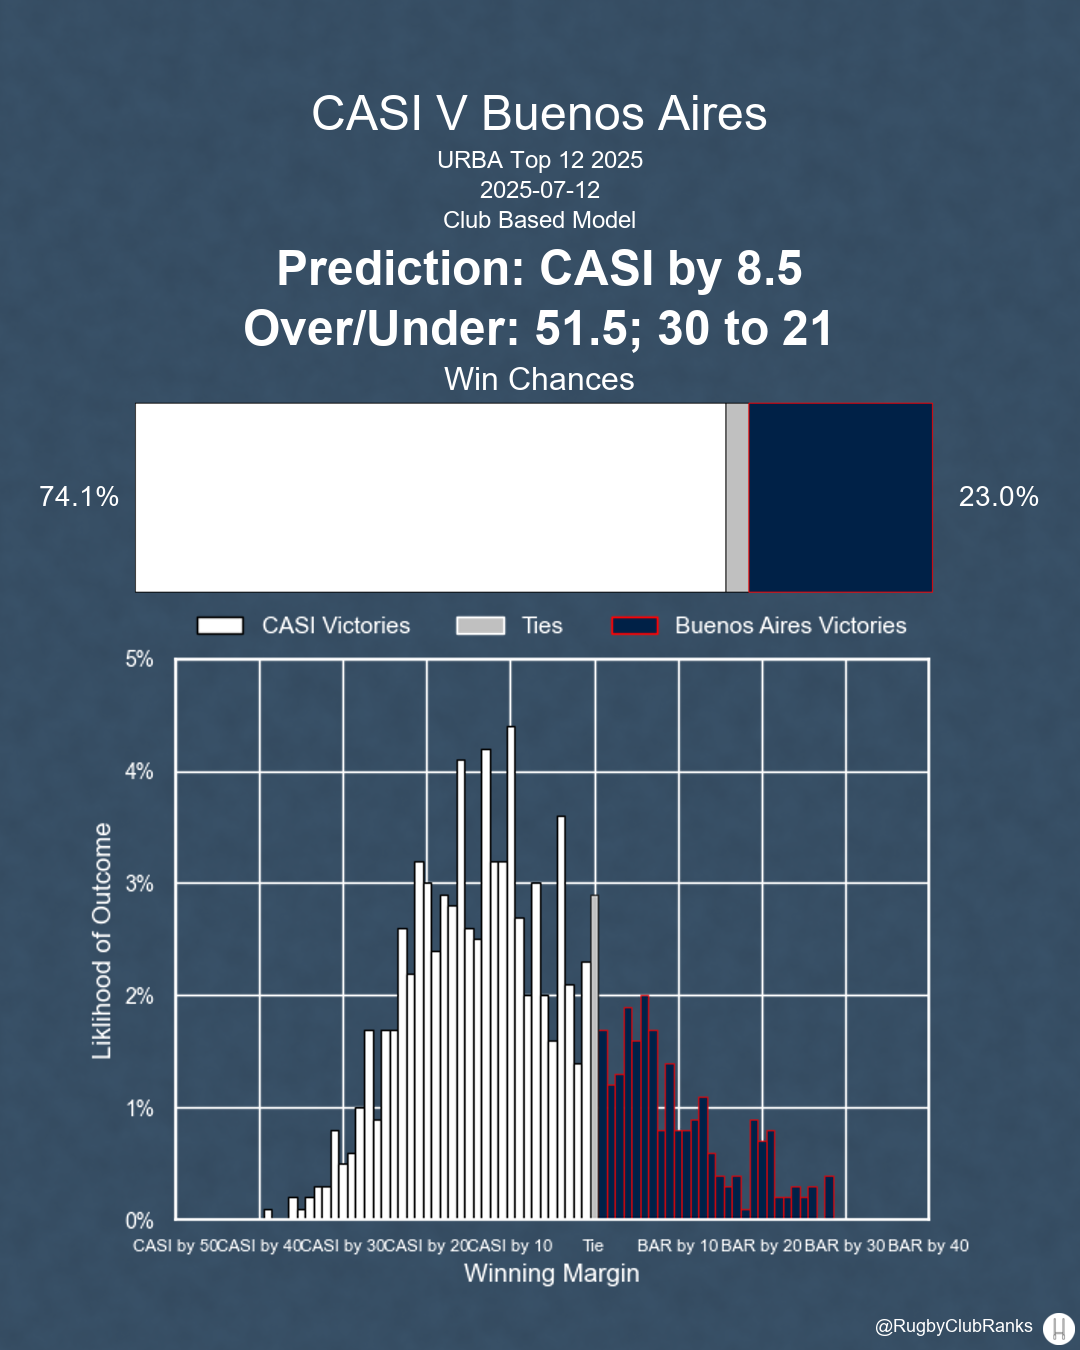 CASI V Buenos Aires
URBA Top 12 2025
2025-07-12
Club Based Model
Prediction: CASI by 8.5
Over/Under: 51.5; 30 to 21
Win Chances
74.1%
23.0%
CASI Victories Ties Buenos Aires Victories
5%
4%
3%
2%
1%
0%
Liklihood of Outcome
CASI by 50 CASI by 40 CASI by 30 CASI by 20 CASI by 10 Tie BAR by 10 BAR by 20 BAR by 30 BAR by 40
Winning Margin
@RugbyClubRanks